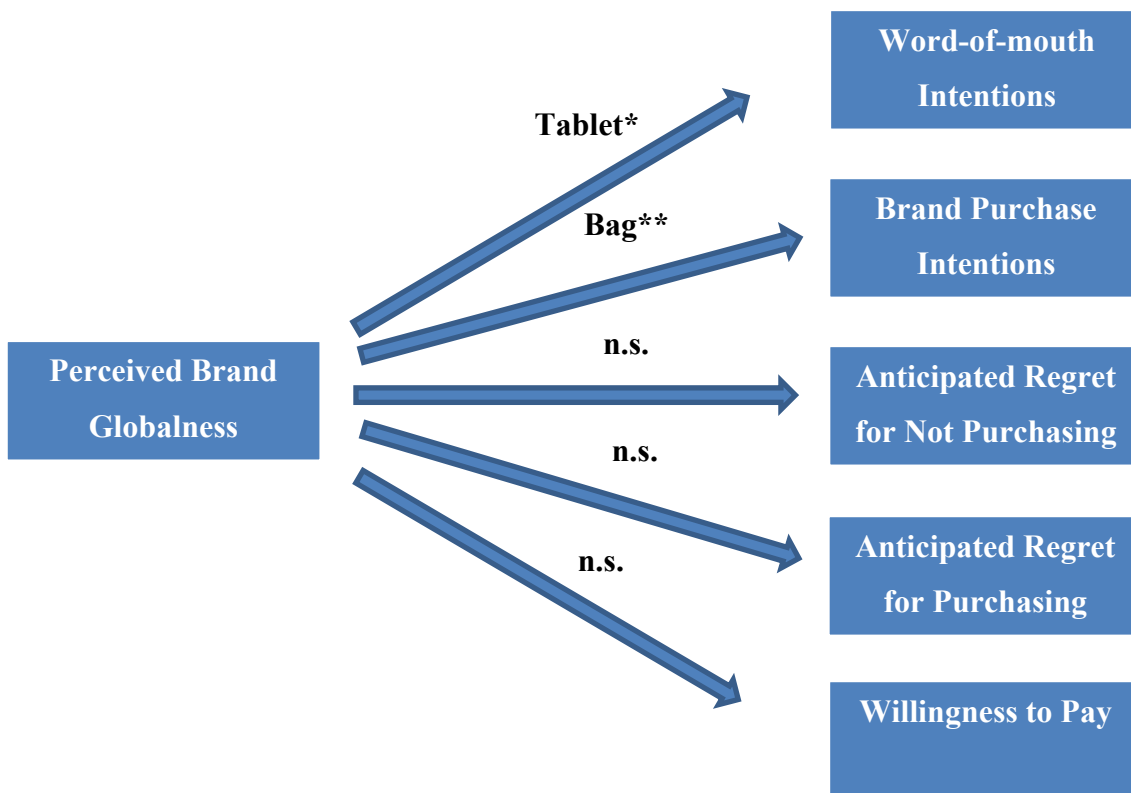 Word-of-mouth
Intentions
Tablet*
Bag**
Brand Purchase
Intentions
n.s.
Perceived Brand
Globalness
Anticipated Regret
for Not Purchasing
n.s.
Anticipated Regret
for Purchasing
n.s.
Willingness to Pay